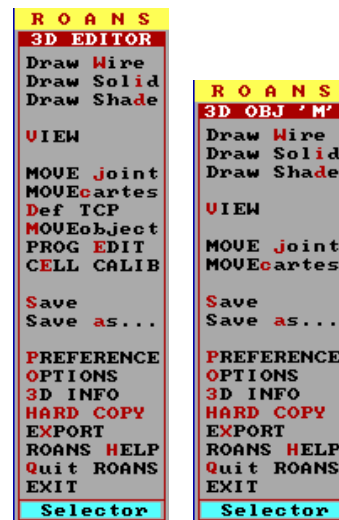 R O A N S
3D EDITOR
Draw Wire
Draw Solid
Draw Shade
VIEW
MOVE joint
MOVEcartes
Def TCP
MOVEobject
PROG EDIT
CELL CALIB
Save
Save as...
PREFERENCE
OPTIONS
3D INFO
HARD COPY
EXPORT
ROANS HELP
Quit ROANS
EXIT
Selector
R O A N S
3D OBJ 'M'
Draw Wire
Draw Solid
Draw Shade
VIEW
MOVE joint
MOVEcartes
Save
Save as...
PREFERENCE
OPTIONS
3D INFO
HARD COPY
EXPORT
ROANS HELP
Quit ROANS
EXIT
Selector